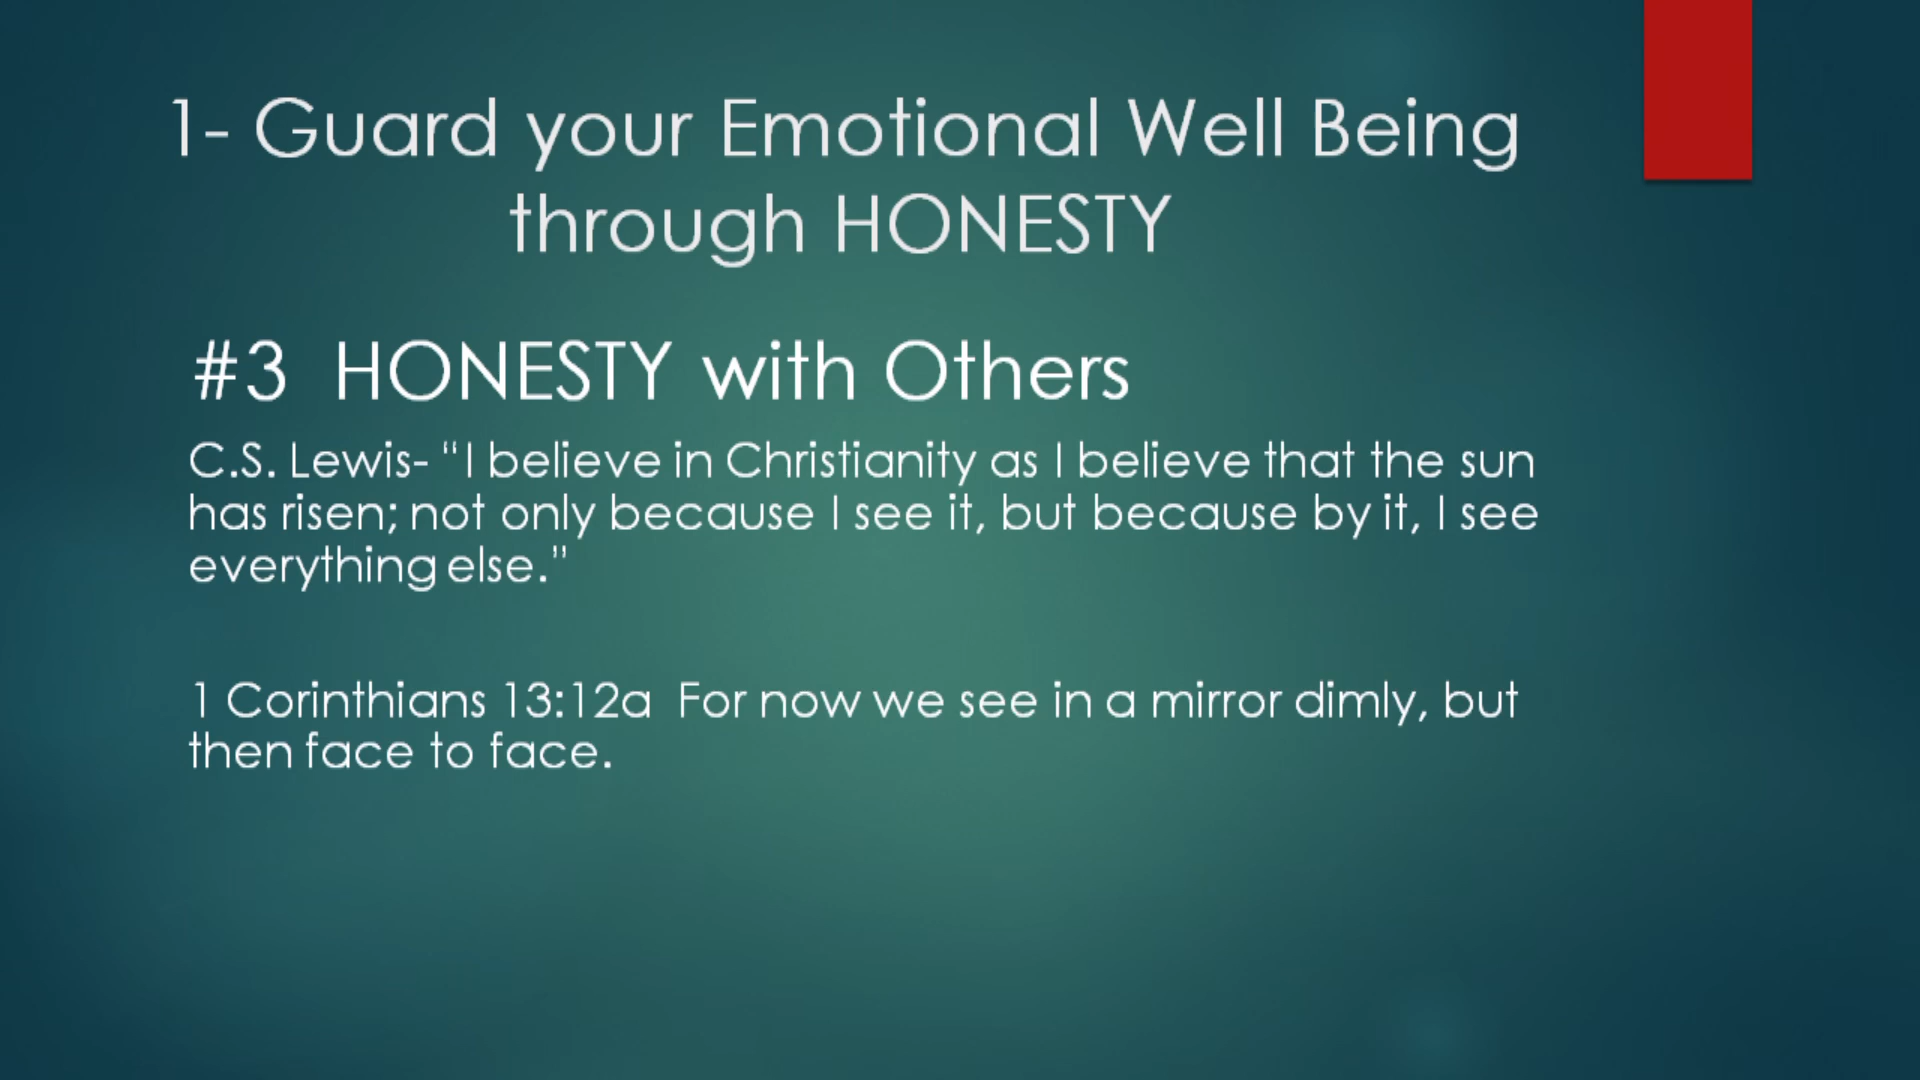 1- Guard your Emotional Well Being
through HONESTY
#3  HONESTY with Others
C.S. Lewis- “I believe in Christianity as I believe that the sun
has risen; not only because I see it, but because by it, I see
everything else.”
1 Corinthians 13:12a  For now we see in a mirror dimly, but
then face to face.